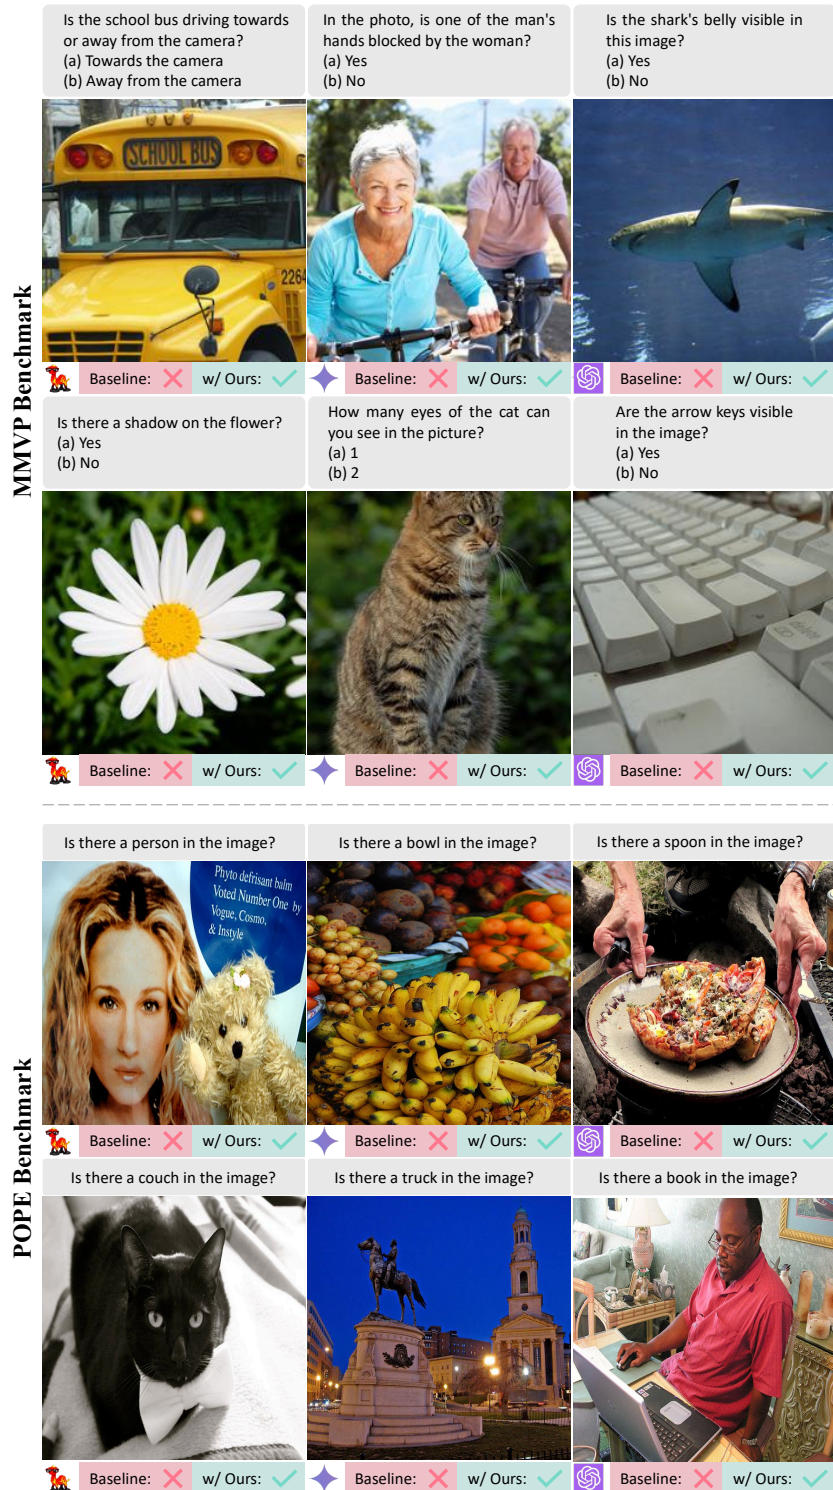 MMVP Benchmark
Is the school bus driving towards
or away from the camera?
(a) Towards the camera
(b) Away from the camera
In the photo, is one of the man's
hands blocked by the woman?
(a) Yes
(b) No
Is the shark's belly visible in
this image?
(a) Yes
(b) No
SCHOOL BUS
2264
Baseline:
w/ Ours:
Baseline:
w/ Ours:
Baseline:
w/ Ours:
Is there a shadow on the flower?
(a) Yes
(b) No
How many eyes of the cat can
you see in the picture?
(a) 1
(b) 2
Are the arrow keys visible
in the image?
(a) Yes
(b) No
Baseline:
w/ Ours:
Baseline:
w/ Ours:
Baseline:
w/ Ours:
POPE Benchmark
Is there a person in the image?
Is there a bowl in the image?
Is there a spoon in the image?
Phyto defrisant balm
Voted Number One by
Vogue, Cosmo,
& Instyle
Baseline:
w/ Ours:
Baseline:
w/ Ours:
Baseline:
w/ Ours:
Is there a couch in the image?
Is there a truck in the image?
Is there a book in the image?
Baseline:
w/ Ours:
Baseline:
w/ Ours:
Baseline:
w/ Ours: